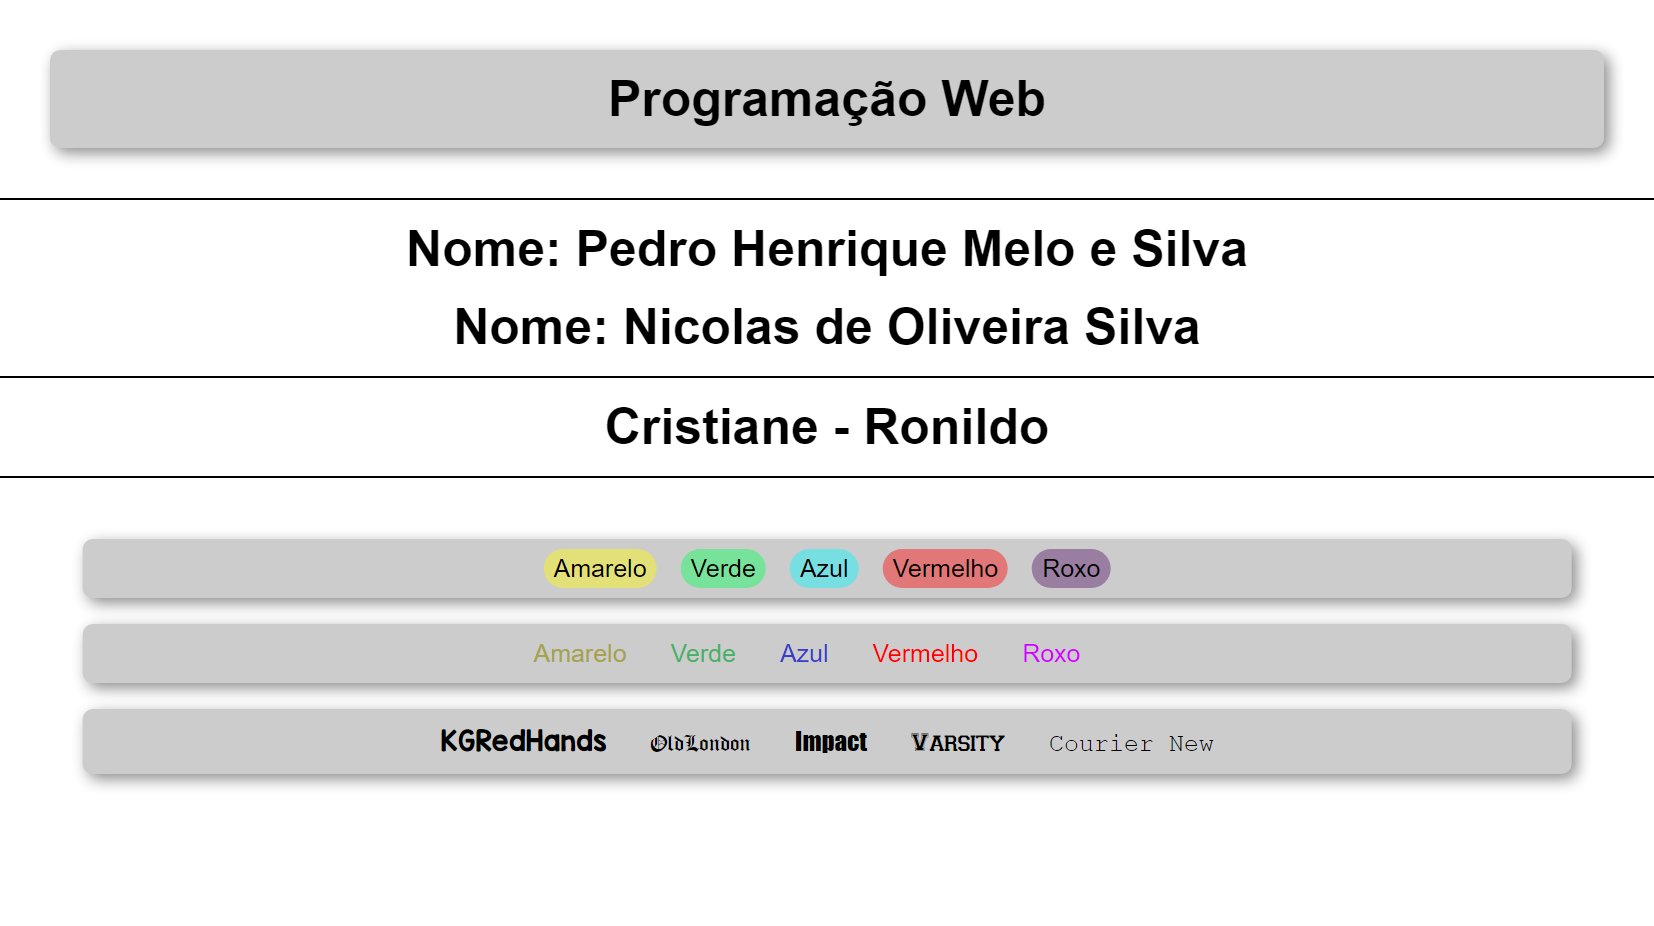 Programação Web
Nome: Pedro Henrique Melo e Silva
Nome: Nicolas de Oliveira Silva
Cristiane - Ronildo
Amarelo Verde Azul Vermelho Roxo
Amarelo Verde Azul Vermelho Roxo
KGRedHands OldLondon Impact VARSITY Courier New